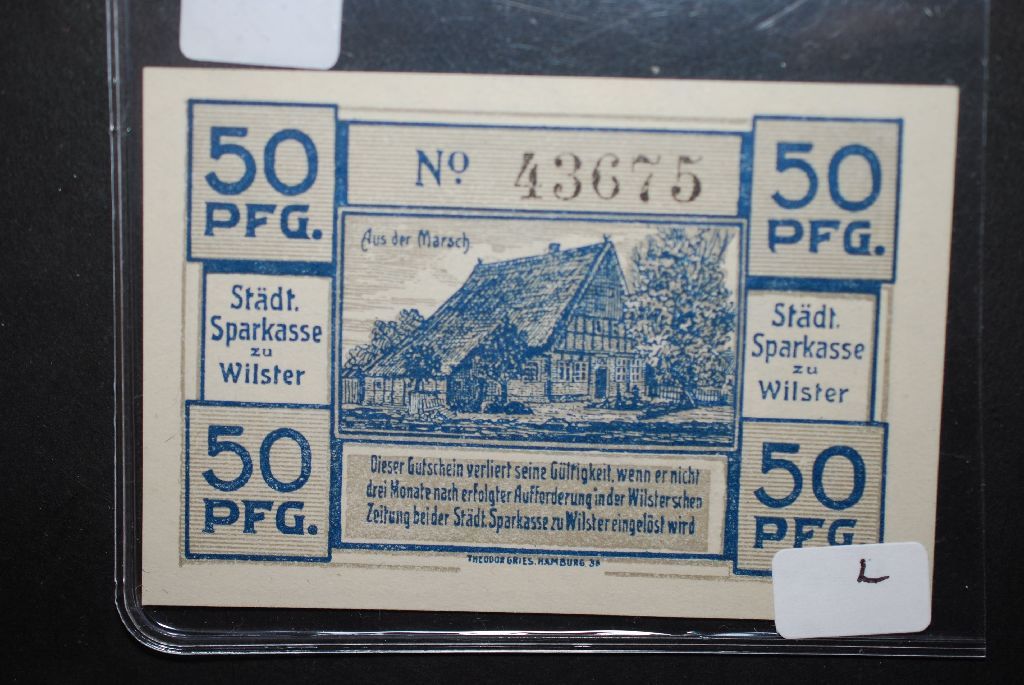 50
PFG.
No 43675
50
PFG.
Aus der Marsch
Städt.
Sparkasse
zu
Wilster
Städt.
Sparkasse
zu
Wilster
50
PFG.
Dieser Gutschein verliert seine Gültigkeit, wenn er nicht
drei Monate nach erfolgter Aufforderung in der Wilsterschen
Zeitung bei der Städt. Sparkasse zu Wilster eingelöst wird
50
PFG
THEODOR GRIES, HAMBURG 36
L